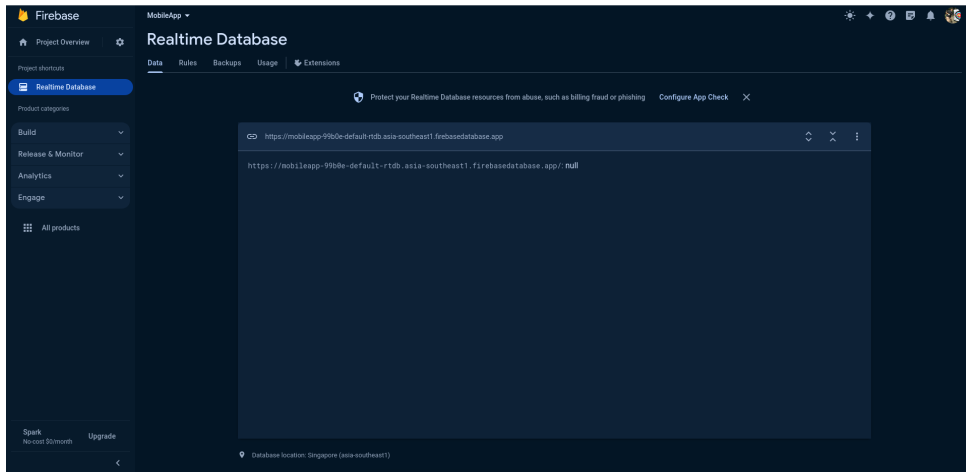 Firebase
Project Overview
Project shortcuts
Realtime Database
Product categories
Build
Release & Monitor
Analytics
Engage
All products
Spark
No-cost $0/month
Upgrade
MobileApp
Realtime Database
Data Rules Backups Usage Extensions
Protect your Realtime Database resources from abuse, such as billing fraud or phishing Configure App Check
https://mobileapp-99b0e-default-rtdb.asia-southeast1.firebasedatabase.app
https://mobileapp-99b0e-default-rtdb.asia-southeast1.firebasedatabase.app/: null
Database location: Singapore (asia-southeast1)